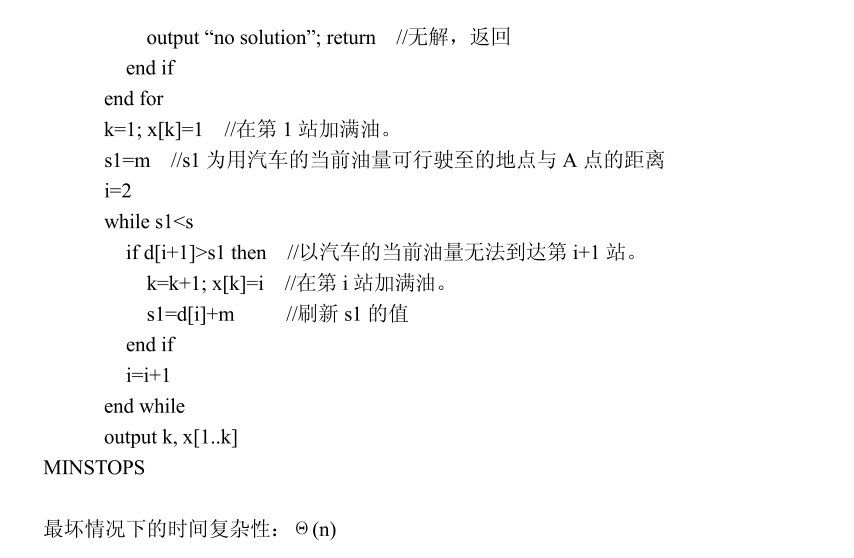 output “no solution”; return //无解，返回
end if
end for
k=1; x[k]=1 //在第 1 站加满油。
s1=m //s1 为用汽车的当前油量可行驶至的地点与 A 点的距离
i=2
while s1<s
if d[i+1]>s1 then //以汽车的当前油量无法到达第 i+1 站。
k=k+1; x[k]=i //在第 i 站加满油。
s1=d[i]+m //刷新 s1 的值
end if
i=i+1
end while
output k, x[1..k]
MINSTOPS
最坏情况下的时间复杂性：Θ(n)